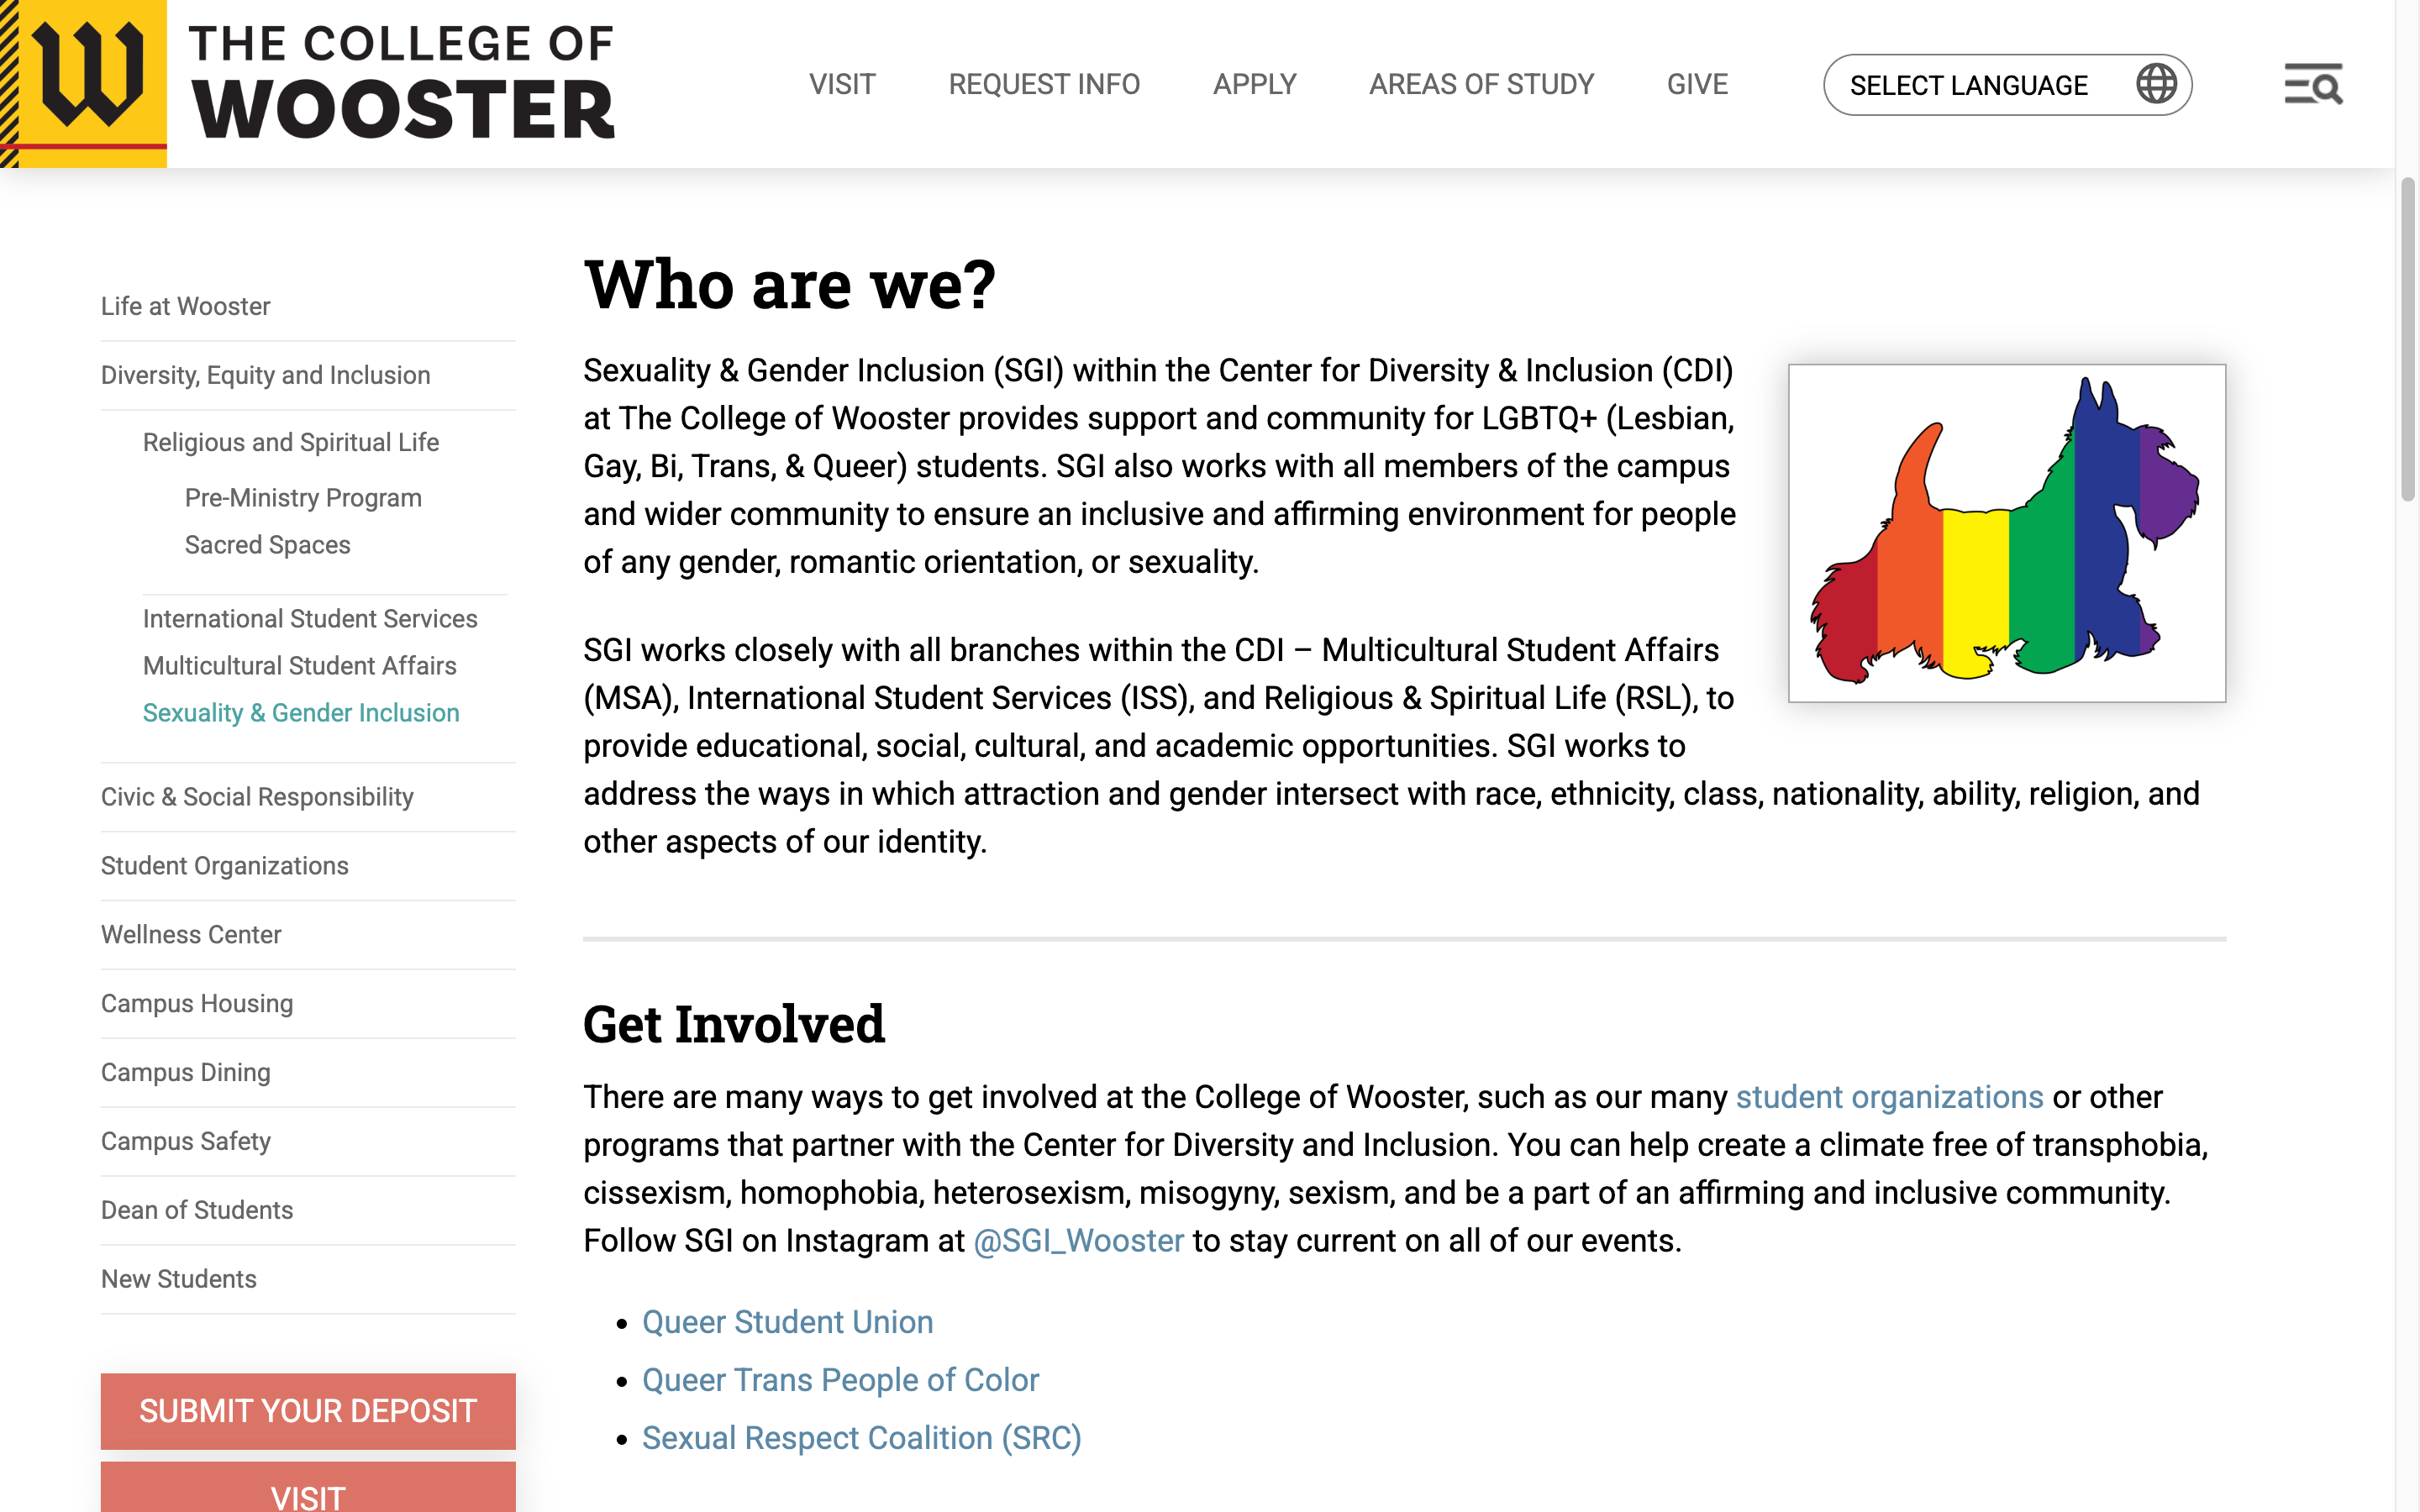 W
THE COLLEGE OF
WOOSTER
VISIT
REQUEST INFO
APPLY
AREAS OF STUDY
GIVE
SELECT LANGUAGE
Life at Wooster
Diversity, Equity and Inclusion
Religious and Spiritual Life
Pre-Ministry Program
Sacred Spaces
International Student Services
Multicultural Student Affairs
Sexuality & Gender Inclusion
Civic & Social Responsibility
Student Organizations
Wellness Center
Campus Housing
Campus Dining
Campus Safety
Dean of Students
New Students
SUBMIT YOUR DEPOSIT
VISIT
Who are we?
Sexuality & Gender Inclusion (SGI) within the Center for Diversity & Inclusion (CDI)
at The College of Wooster provides support and community for LGBTQ+ (Lesbian,
Gay, Bi, Trans, & Queer) students. SGI also works with all members of the campus
and wider community to ensure an inclusive and affirming environment for people
of any gender, romantic orientation, or sexuality.
SGI works closely with all branches within the CDI – Multicultural Student Affairs
(MSA), International Student Services (ISS), and Religious & Spiritual Life (RSL), to
provide educational, social, cultural, and academic opportunities. SGI works to
address the ways in which attraction and gender intersect with race, ethnicity, class, nationality, ability, religion, and
other aspects of our identity.
Get Involved
There are many ways to get involved at the College of Wooster, such as our many student organizations or other
programs that partner with the Center for Diversity and Inclusion. You can help create a climate free of transphobia,
cissexism, homophobia, heterosexism, misogyny, sexism, and be a part of an affirming and inclusive community.
Follow SGI on Instagram at @SGI_Wooster to stay current on all of our events.
• Queer Student Union
• Queer Trans People of Color
• Sexual Respect Coalition (SRC)